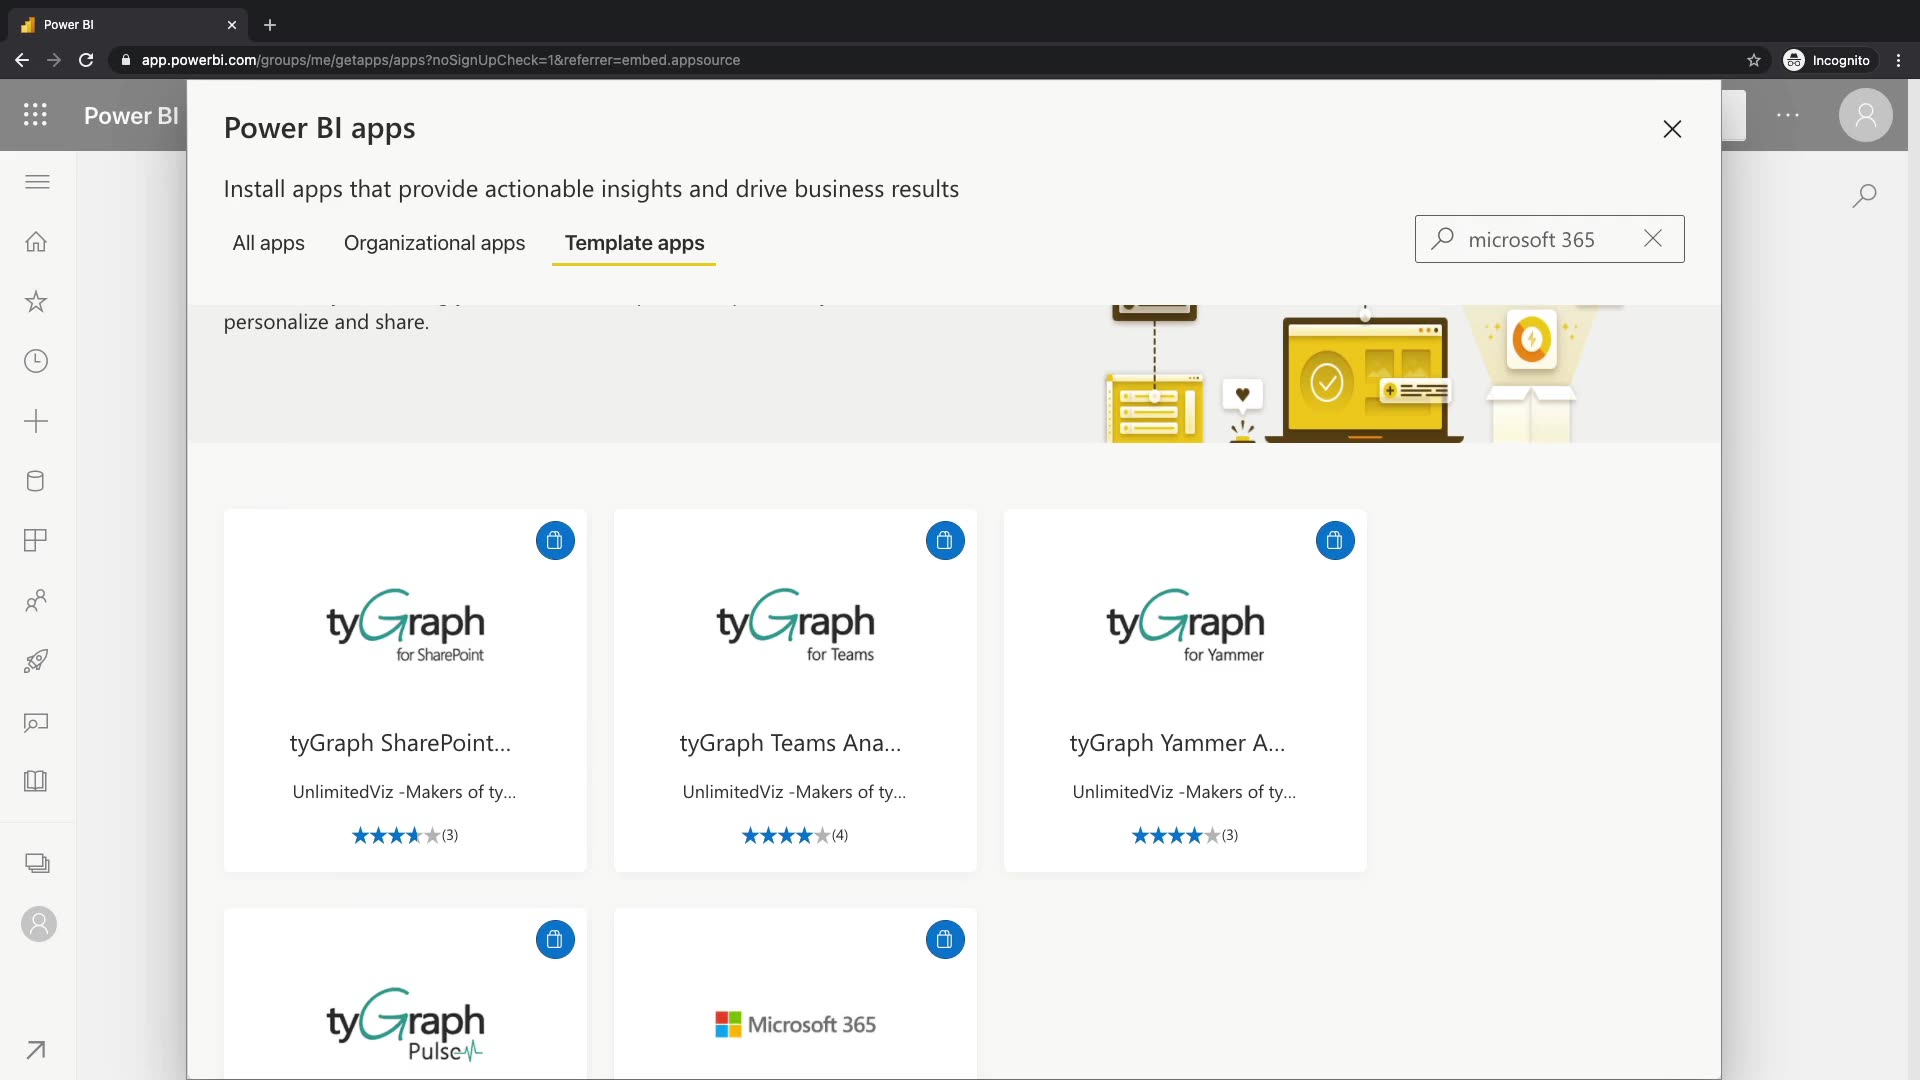 Power BI
app.powerbi.com/groups/me/getapps/apps?noSignUpCheck=1&referrer=embed.appsource
Incognito
Power BI
Power BI apps
Install apps that provide actionable insights and drive business results
All apps
Organizational apps
Template apps
microsoft 365
personalize and share.
tyGraph
for SharePoint
tyGraph
for Teams
tyGraph
for Yammer
tyGraph SharePoint...
tyGraph Teams Ana...
tyGraph Yammer A...
UnlimitedViz -Makers of ty...
UnlimitedViz -Makers of ty...
UnlimitedViz -Makers of ty...
(3)
(4)
(3)
tyGraph
Pulse
Microsoft 365